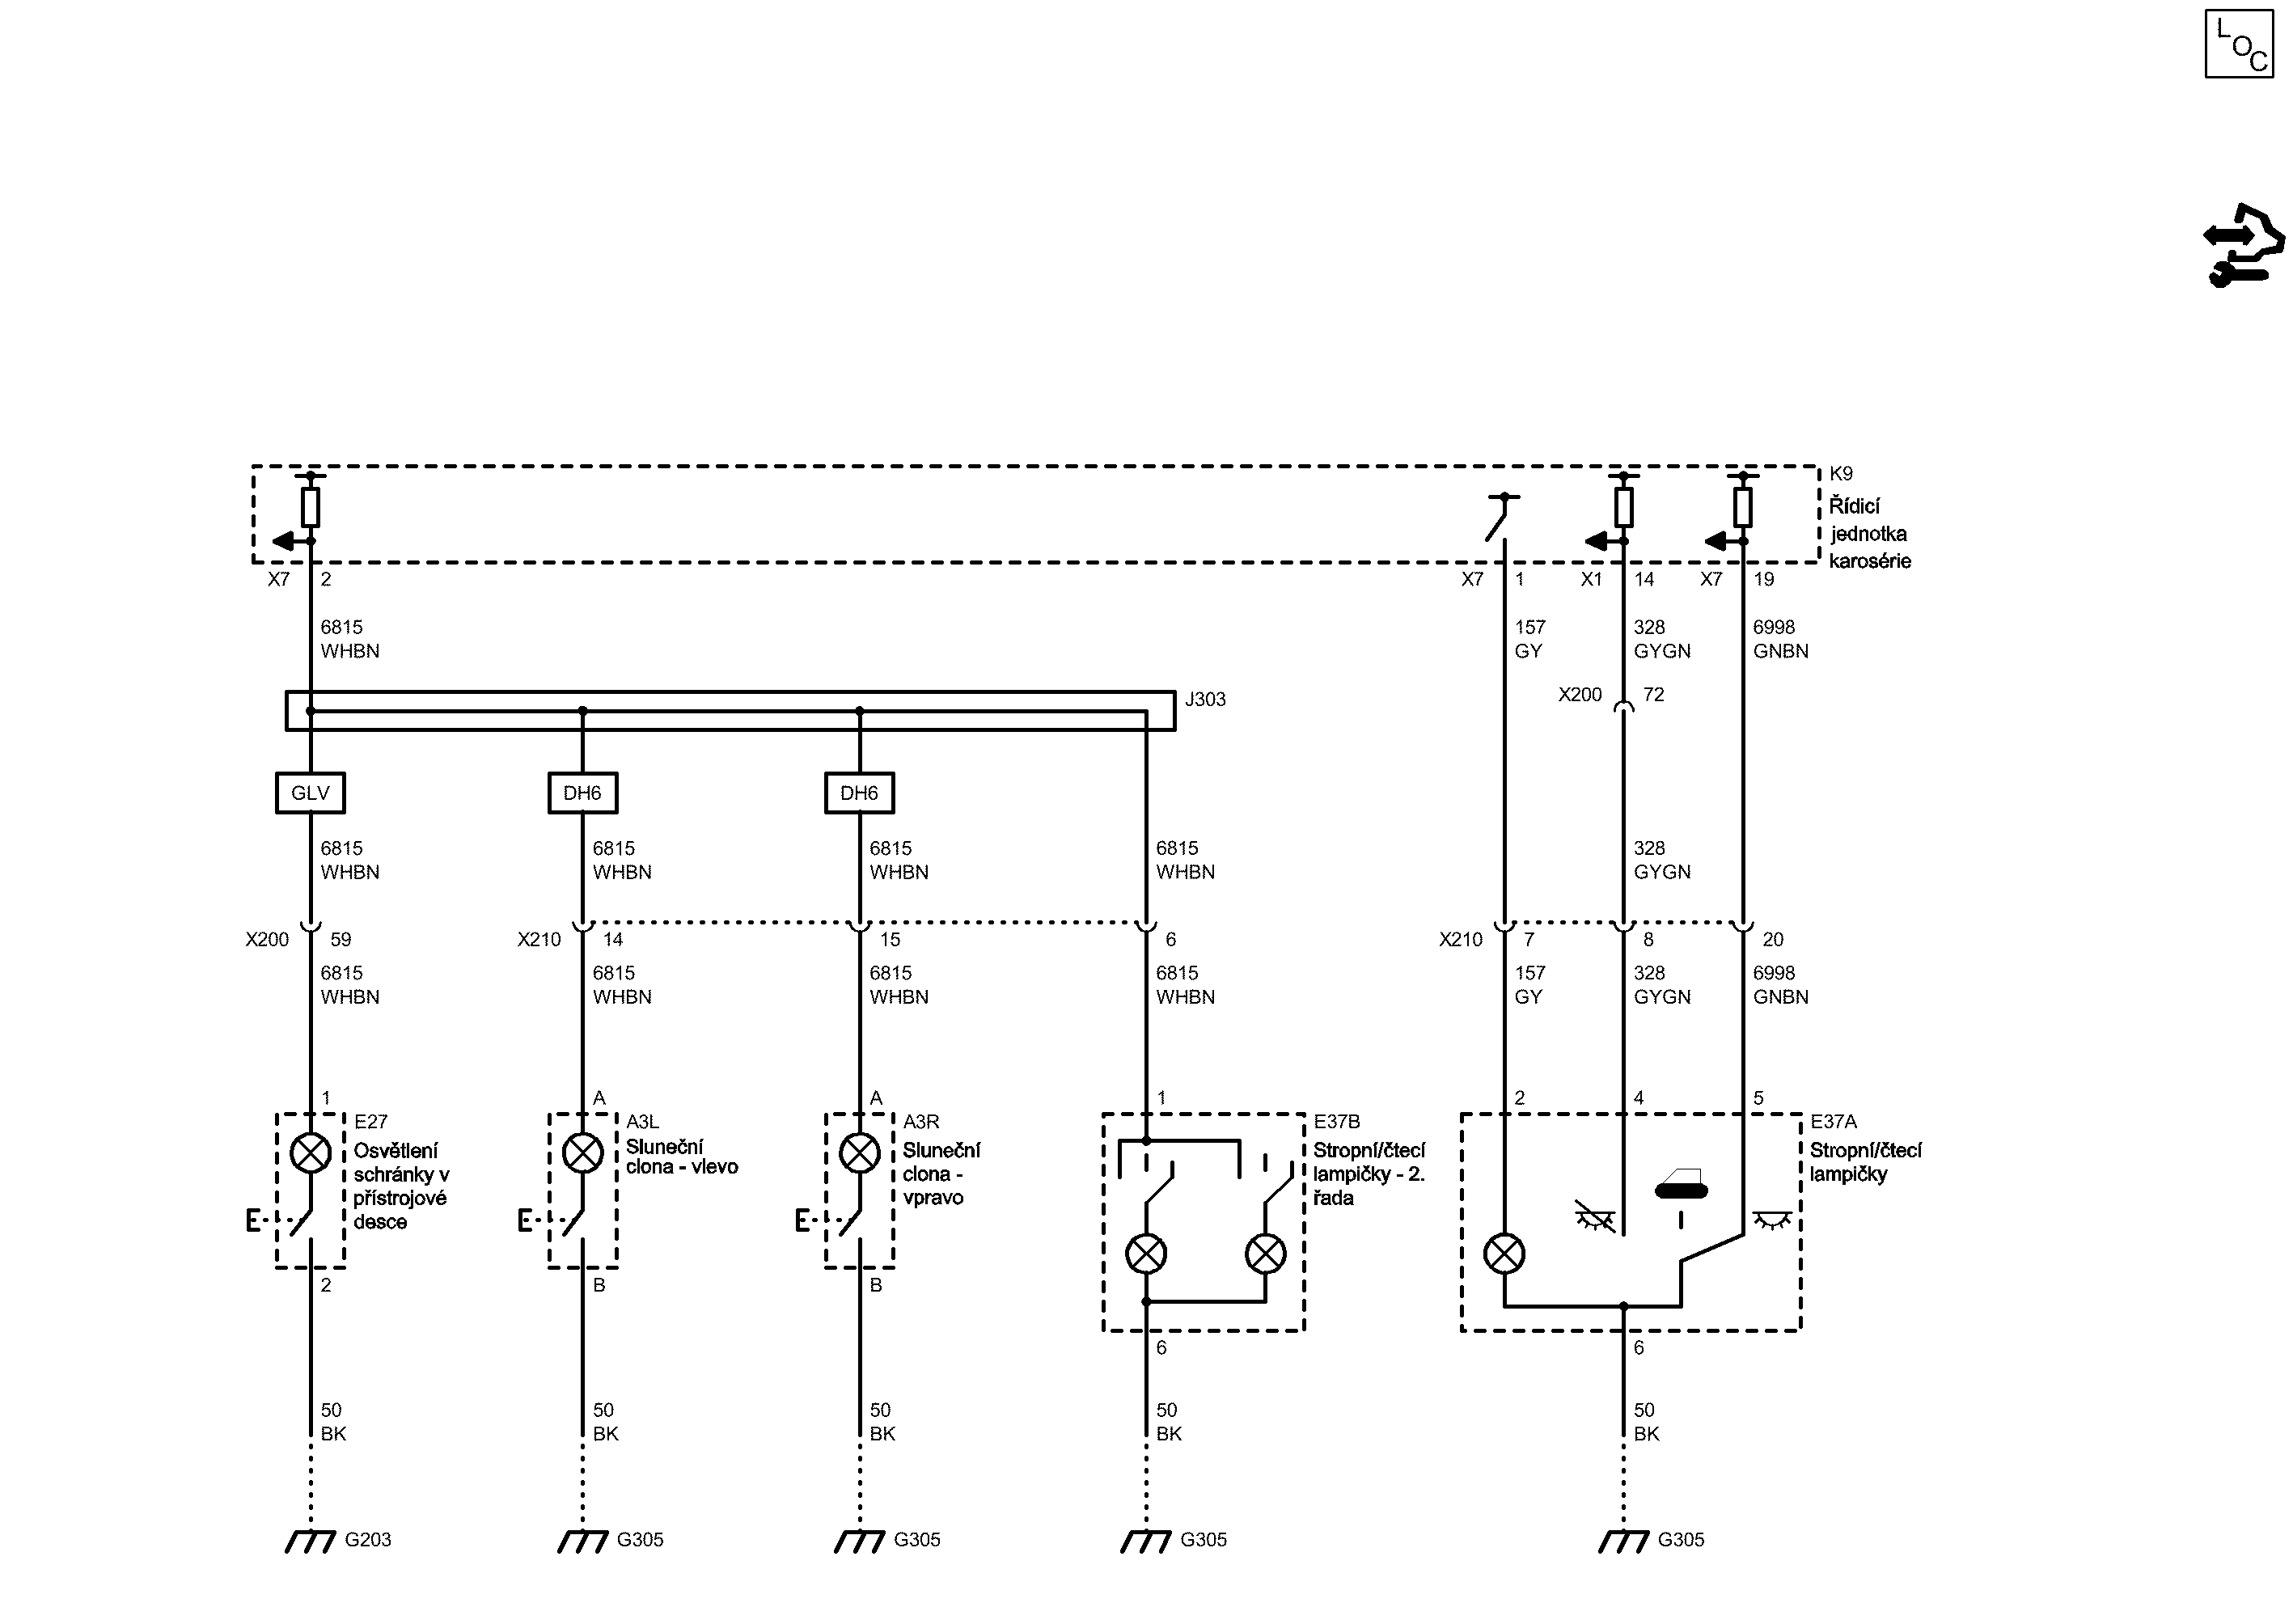 LOC
K9
Řídicí
jednotka
karosérie
X7 2
X7 1
X1 14
X7 19
6815
WHBN
157
GY
328
GYGN
6998
GNBN
X200 72
J303
GLV
DH6
DH6
6815
WHBN
6815
WHBN
6815
WHBN
6815
WHBN
328
GYGN
X200 59
X210 14
15
6
X210 7
8
20
6815
WHBN
6815
WHBN
6815
WHBN
6815
WHBN
157
GY
328
GYGN
6998
GNBN
1
A
A
1
2
4
5
E27
Osvětlení
schránky v
přístrojové
desce
A3L
Sluneční
clona - vlevo
A3R
Sluneční
clona -
vpravo
E37B
Stropní/čtecí
lampičky - 2.
řada
E37A
Stropní/čtecí
lampičky
2
B
B
6
6
50
BK
50
BK
50
BK
50
BK
50
BK
G203
G305
G305
G305
G305